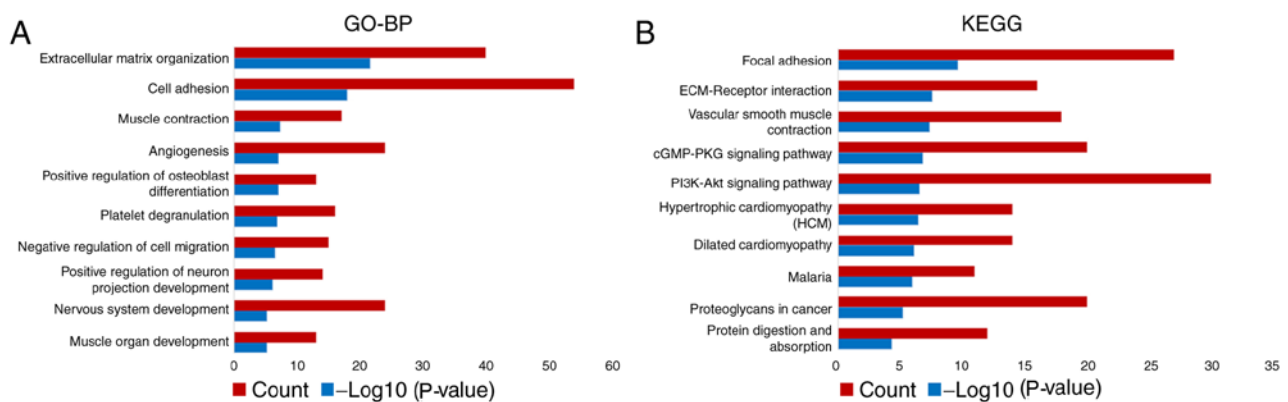 A
GO-BP
Extracellular matrix organization
Cell adhesion
Muscle contraction
Angiogenesis
Positive regulation of osteoblast
differentiation
Platelet degranulation
Negative regulation of cell migration
Positive regulation of neuron
projection development
Nervous system development
Muscle organ development
0 10 20 30 40 50 60
Count –Log10 (P-value)
B
KEGG
Focal adhesion
ECM-Receptor interaction
Vascular smooth muscle
contraction
cGMP-PKG signaling pathway
PI3K-Akt signaling pathway
Hypertrophic cardiomyopathy
(HCM)
Dilated cardiomyopathy
Malaria
Proteoglycans in cancer
Protein digestion and
absorption
0 5 10 15 20 25 30 35
Count –Log10 (P-value)